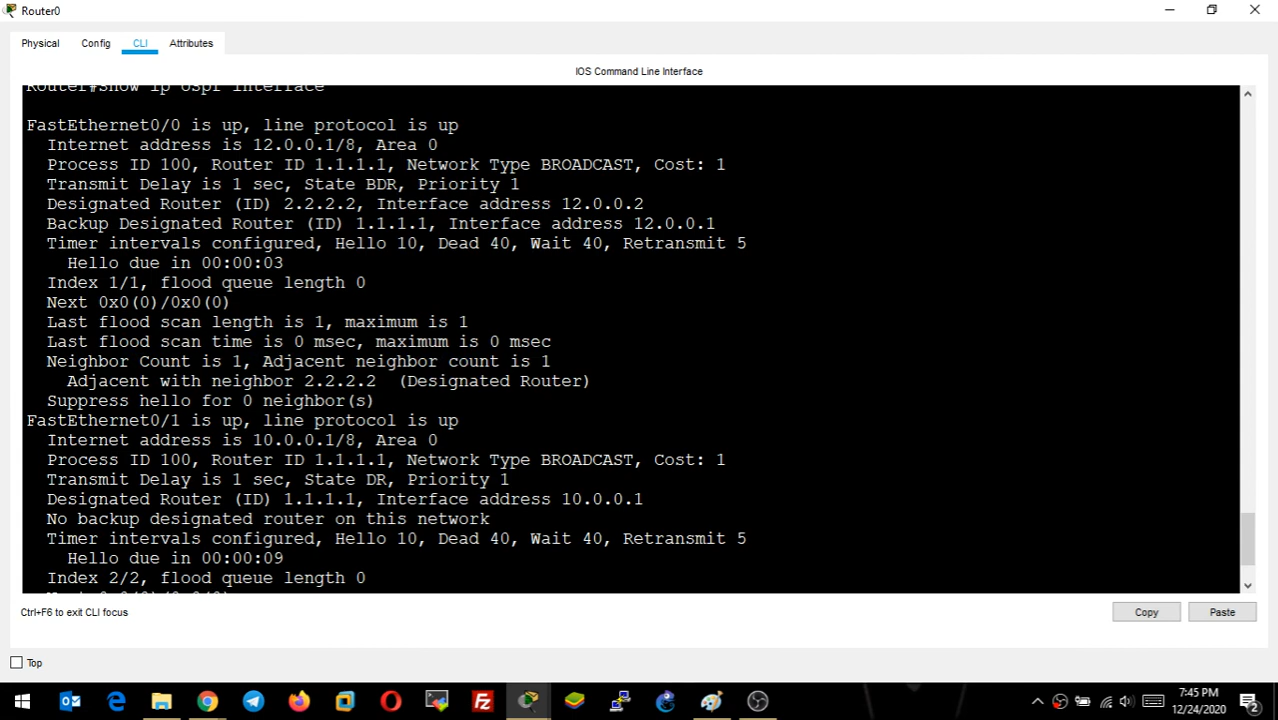 Router0
Physical Config CLI Attributes
IOS Command Line Interface
Router#Show ip ospf interface
FastEthernet0/0 is up, line protocol is up
Internet address is 12.0.0.1/8, Area 0
Process ID 100, Router ID 1.1.1.1, Network Type BROADCAST, Cost: 1
Transmit Delay is 1 sec, State BDR, Priority 1
Designated Router (ID) 2.2.2.2, Interface address 12.0.0.2
Backup Designated Router (ID) 1.1.1.1, Interface address 12.0.0.1
Timer intervals configured, Hello 10, Dead 40, Wait 40, Retransmit 5
Hello due in 00:00:03
Index 1/1, flood queue length 0
Next 0x0(0)/0x0(0)
Last flood scan length is 1, maximum is 1
Last flood scan time is 0 msec, maximum is 0 msec
Neighbor Count is 1, Adjacent neighbor count is 1
Adjacent with neighbor 2.2.2.2 (Designated Router)
Suppress hello for 0 neighbor(s)
FastEthernet0/1 is up, line protocol is up
Internet address is 10.0.0.1/8, Area 0
Process ID 100, Router ID 1.1.1.1, Network Type BROADCAST, Cost: 1
Transmit Delay is 1 sec, State DR, Priority 1
Designated Router (ID) 1.1.1.1, Interface address 10.0.0.1
No backup designated router on this network
Timer intervals configured, Hello 10, Dead 40, Wait 40, Retransmit 5
Hello due in 00:00:09
Index 2/2, flood queue length 0
Ctrl+F6 to exit CLI focus
Copy Paste
Top
7:45 PM
12/24/2020
2